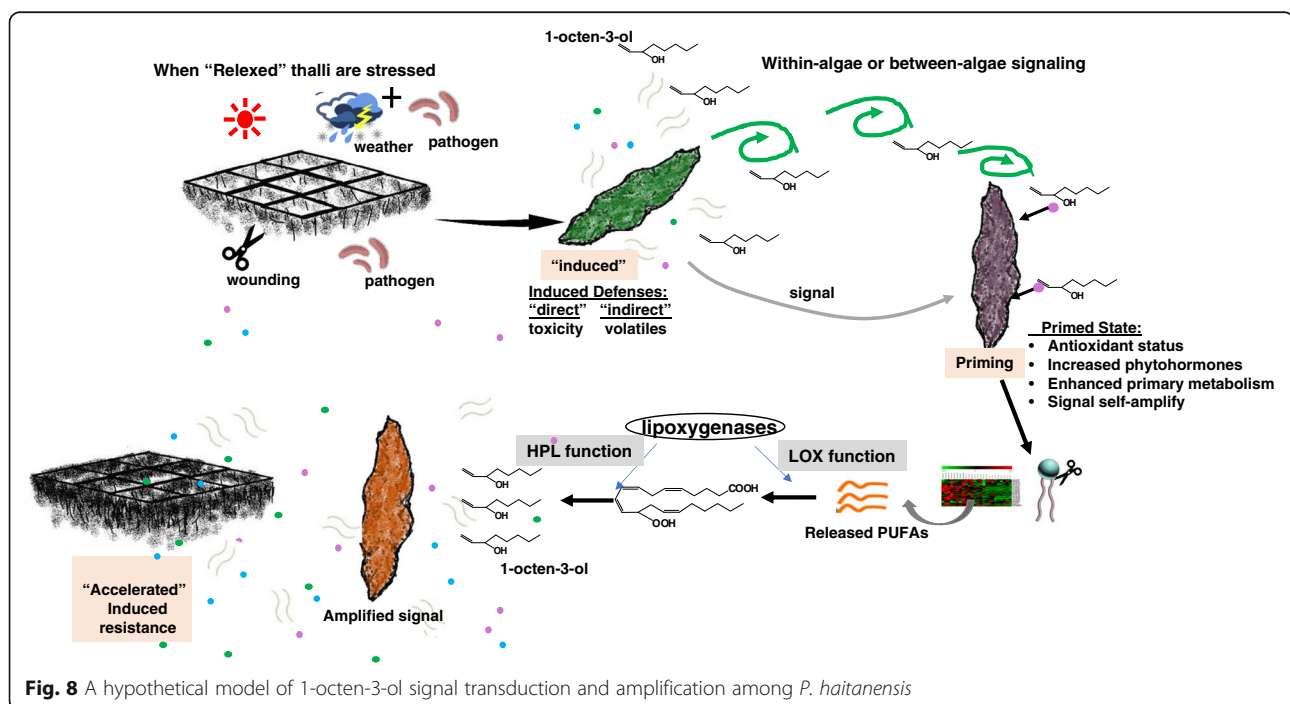 1-octen-3-ol
OH
When “Relexed” thalli are stressed
Within-algae or between-algae signaling
OH
+
weather
pathogen
OH
OH
OH
wounding
pathogen
OH
“induced”
signal
OH
Induced Defenses:
“direct” “indirect”
toxicity volatiles
Primed State:
• Antioxidant status
• Increased phytohormones
• Enhanced primary metabolism
• Signal self-amplify
Priming
lipoxygenases
HPL function
LOX function
OH
COOH
OH
OOH
Released PUFAs
OH
1-octen-3-ol
“Accelerated”
Induced
resistance
Amplified signal
Fig. 8 A hypothetical model of 1-octen-3-ol signal transduction and amplification among P. haitanensis